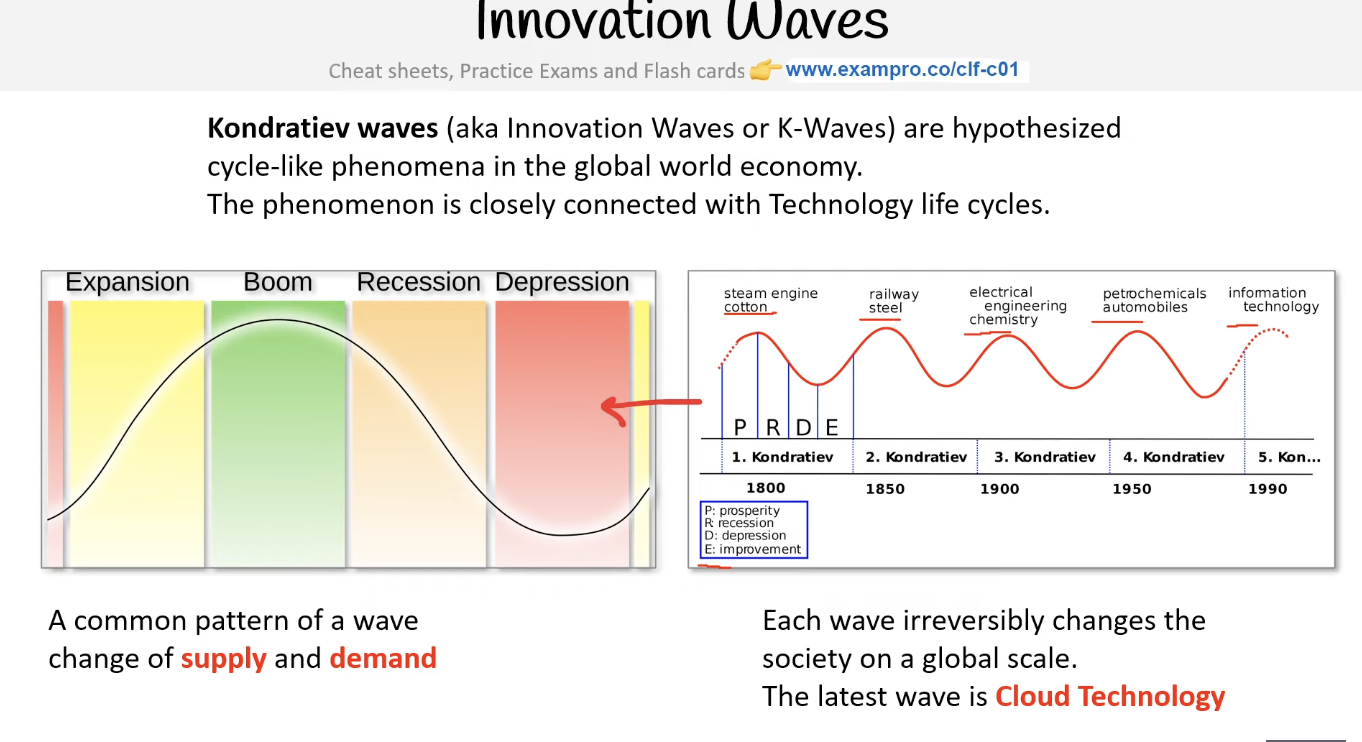 Innovation Waves
Cheat sheets, Practice Exams and Flash cards 👉 www.exampro.co/clf-c01
Kondratiev waves (aka Innovation Waves or K-Waves) are hypothesized
cycle-like phenomena in the global world economy.
The phenomenon is closely connected with Technology life cycles.
Expansion Boom Recession Depression
steam engine
cotton
railway
steel
electrical
engineering
chemistry
petrochemicals
automobiles
information
technology
P R D E
1. Kondratiev 2. Kondratiev 3. Kondratiev 4. Kondratiev 5. Kon...
1800 1850 1900 1950 1990
P: prosperity
R: recession
D: depression
E: improvement
A common pattern of a wave
change of supply and demand
Each wave irreversibly changes the
society on a global scale.
The latest wave is Cloud Technology